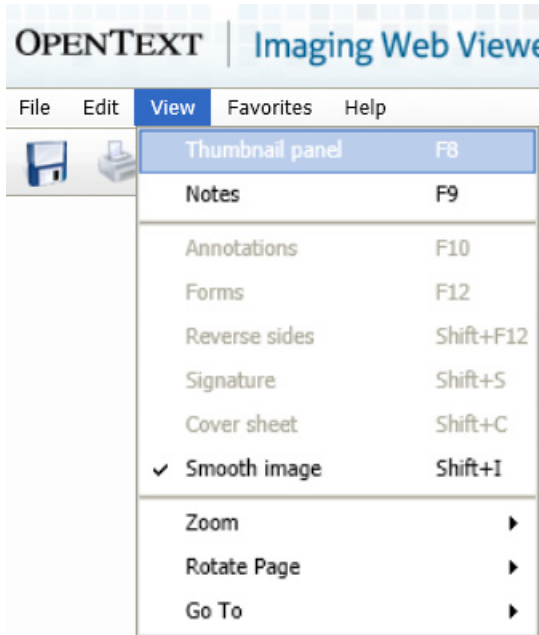 OPENTEXT | Imaging Web Viewe
File Edit View Favorites Help
Thumbnail panel F8
Notes F9
Annotations F10
Forms F12
Reverse sides Shift+F12
Signature Shift+S
Cover sheet Shift+C
✓ Smooth image Shift+I
Zoom
Rotate Page
Go To